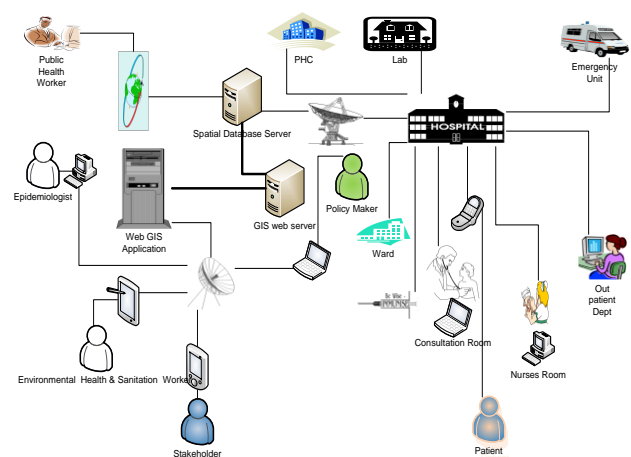 Public
Health
Worker
PHC
Lab
Emergency
Unit
Spatial Database Server
HOSPITAL
Epidemiologist
Web GIS
Application
GIS web server
Policy Maker
Ward
Out
patient
Dept
Consultation Room
Nurses Room
Environmental Health & Sanitation Worke
Stakeholder
Patient